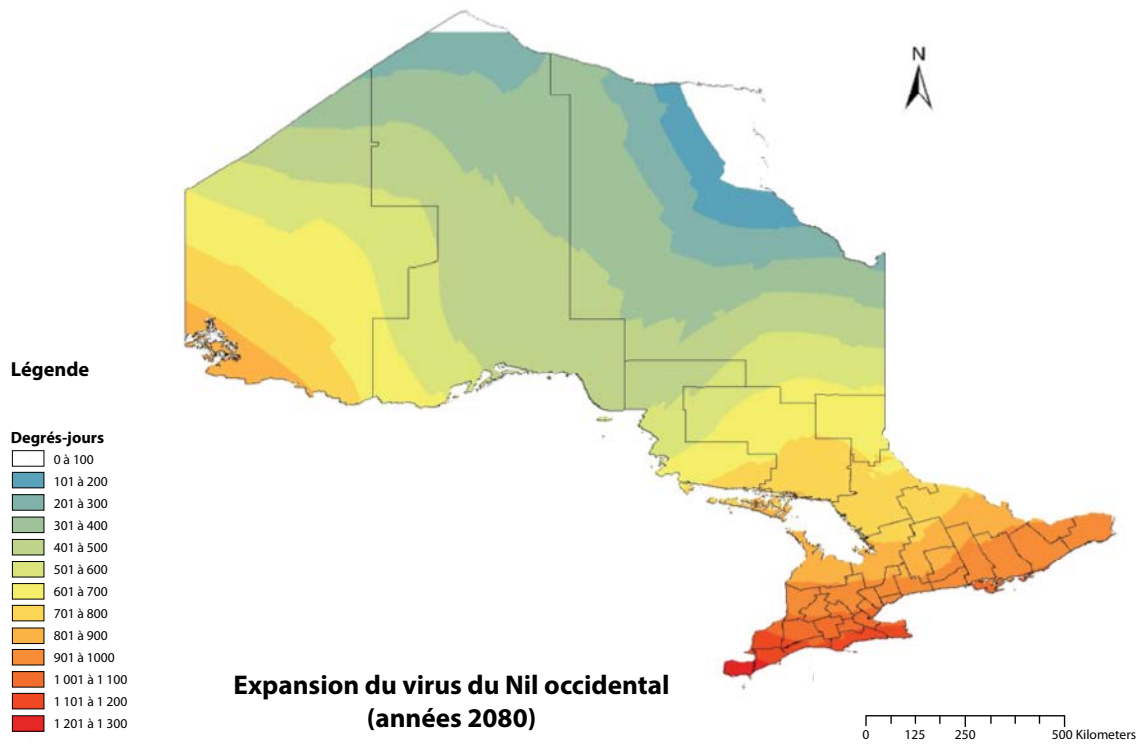 N
Légende
Degrés-jours
0 à 100
101 à 200
201 à 300
301 à 400
401 à 500
501 à 600
601 à 700
701 à 800
801 à 900
901 à 1000
1 001 à 1 100
1 101 à 1 200
1 201 à 1 300
Expansion du virus du Nil occidental
(années 2080)
0 125 250 500 Kilometers